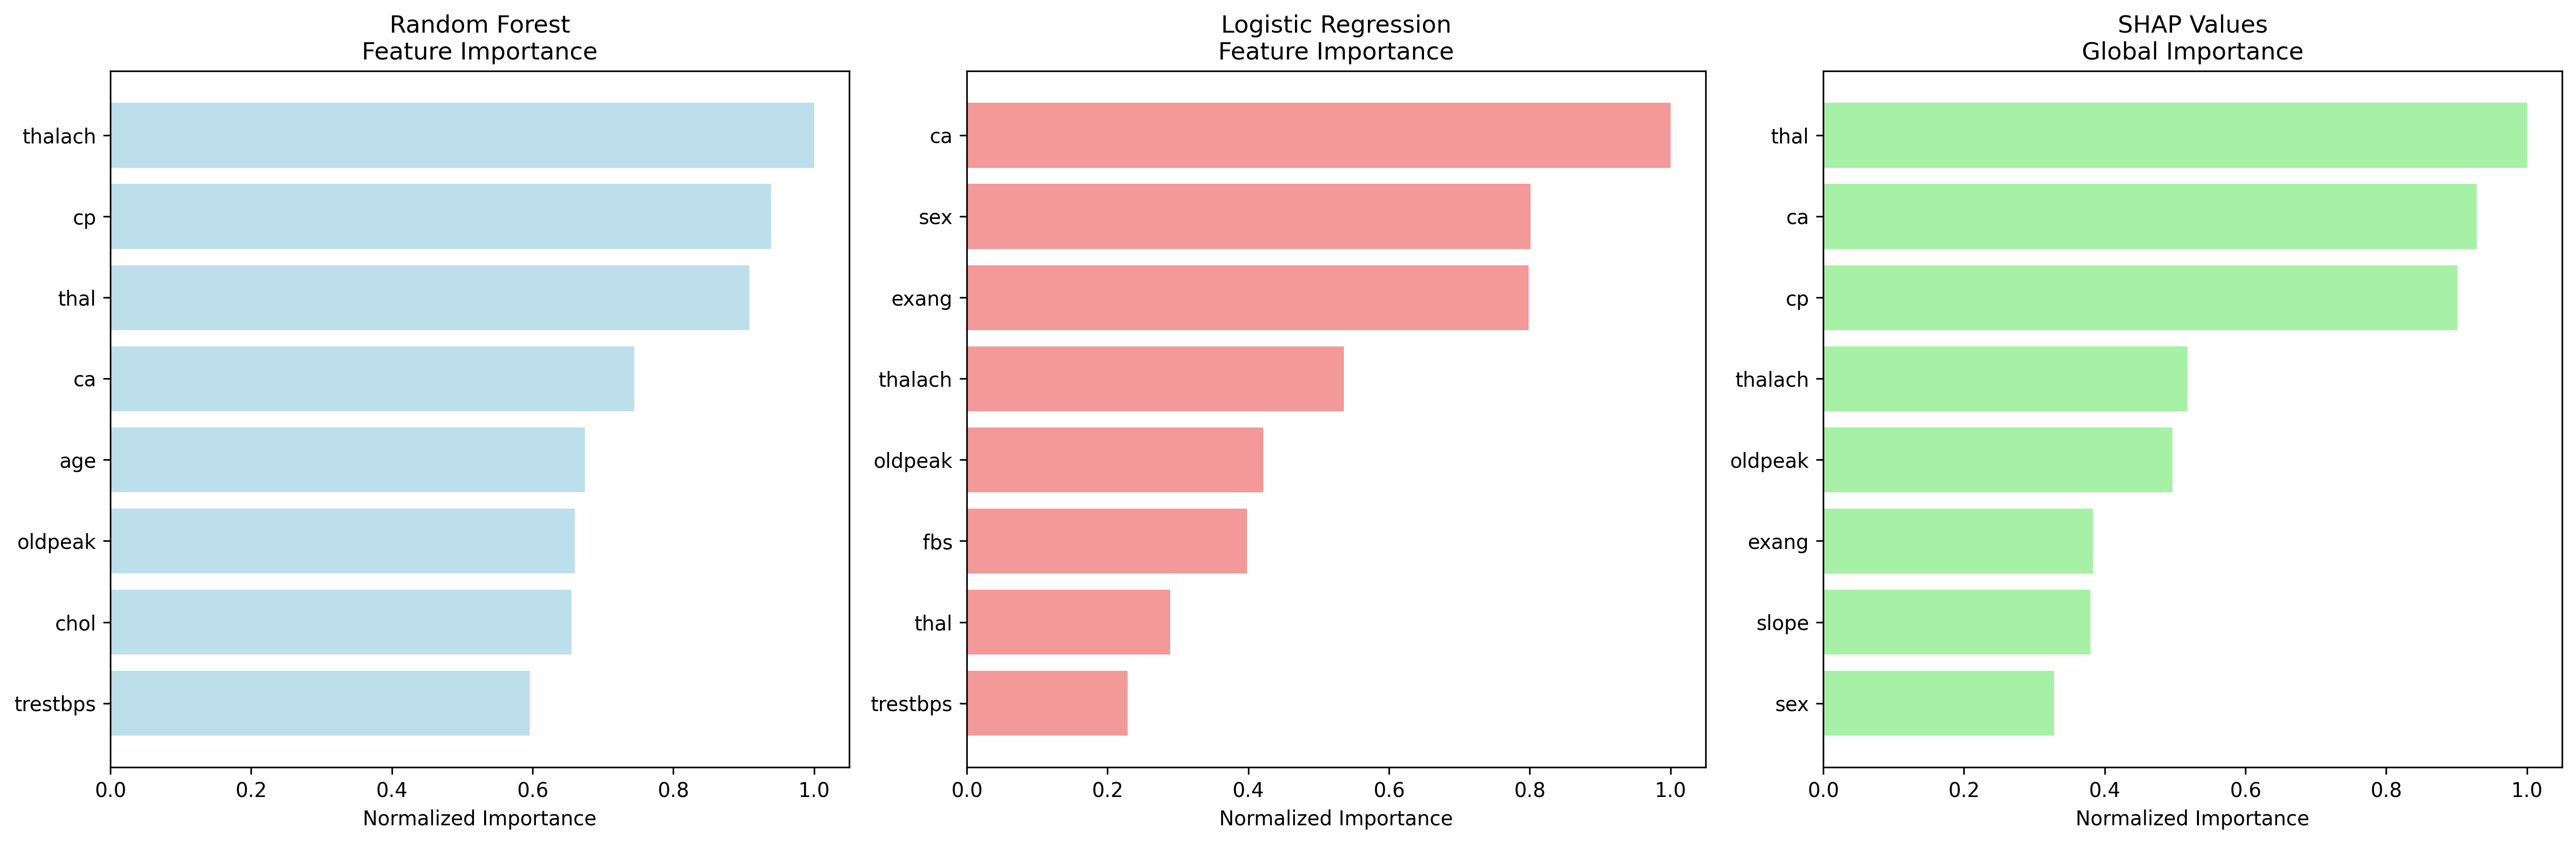 Random Forest
Feature Importance
thalach
cp
thal
ca
age
oldpeak
chol
trestbps
0.0 0.2 0.4 0.6 0.8 1.0
Normalized Importance
Logistic Regression
Feature Importance
ca
sex
exang
thalach
oldpeak
fbs
thal
trestbps
0.0 0.2 0.4 0.6 0.8 1.0
Normalized Importance
SHAP Values
Global Importance
thal
ca
cp
thalach
oldpeak
exang
slope
sex
0.0 0.2 0.4 0.6 0.8 1.0
Normalized Importance